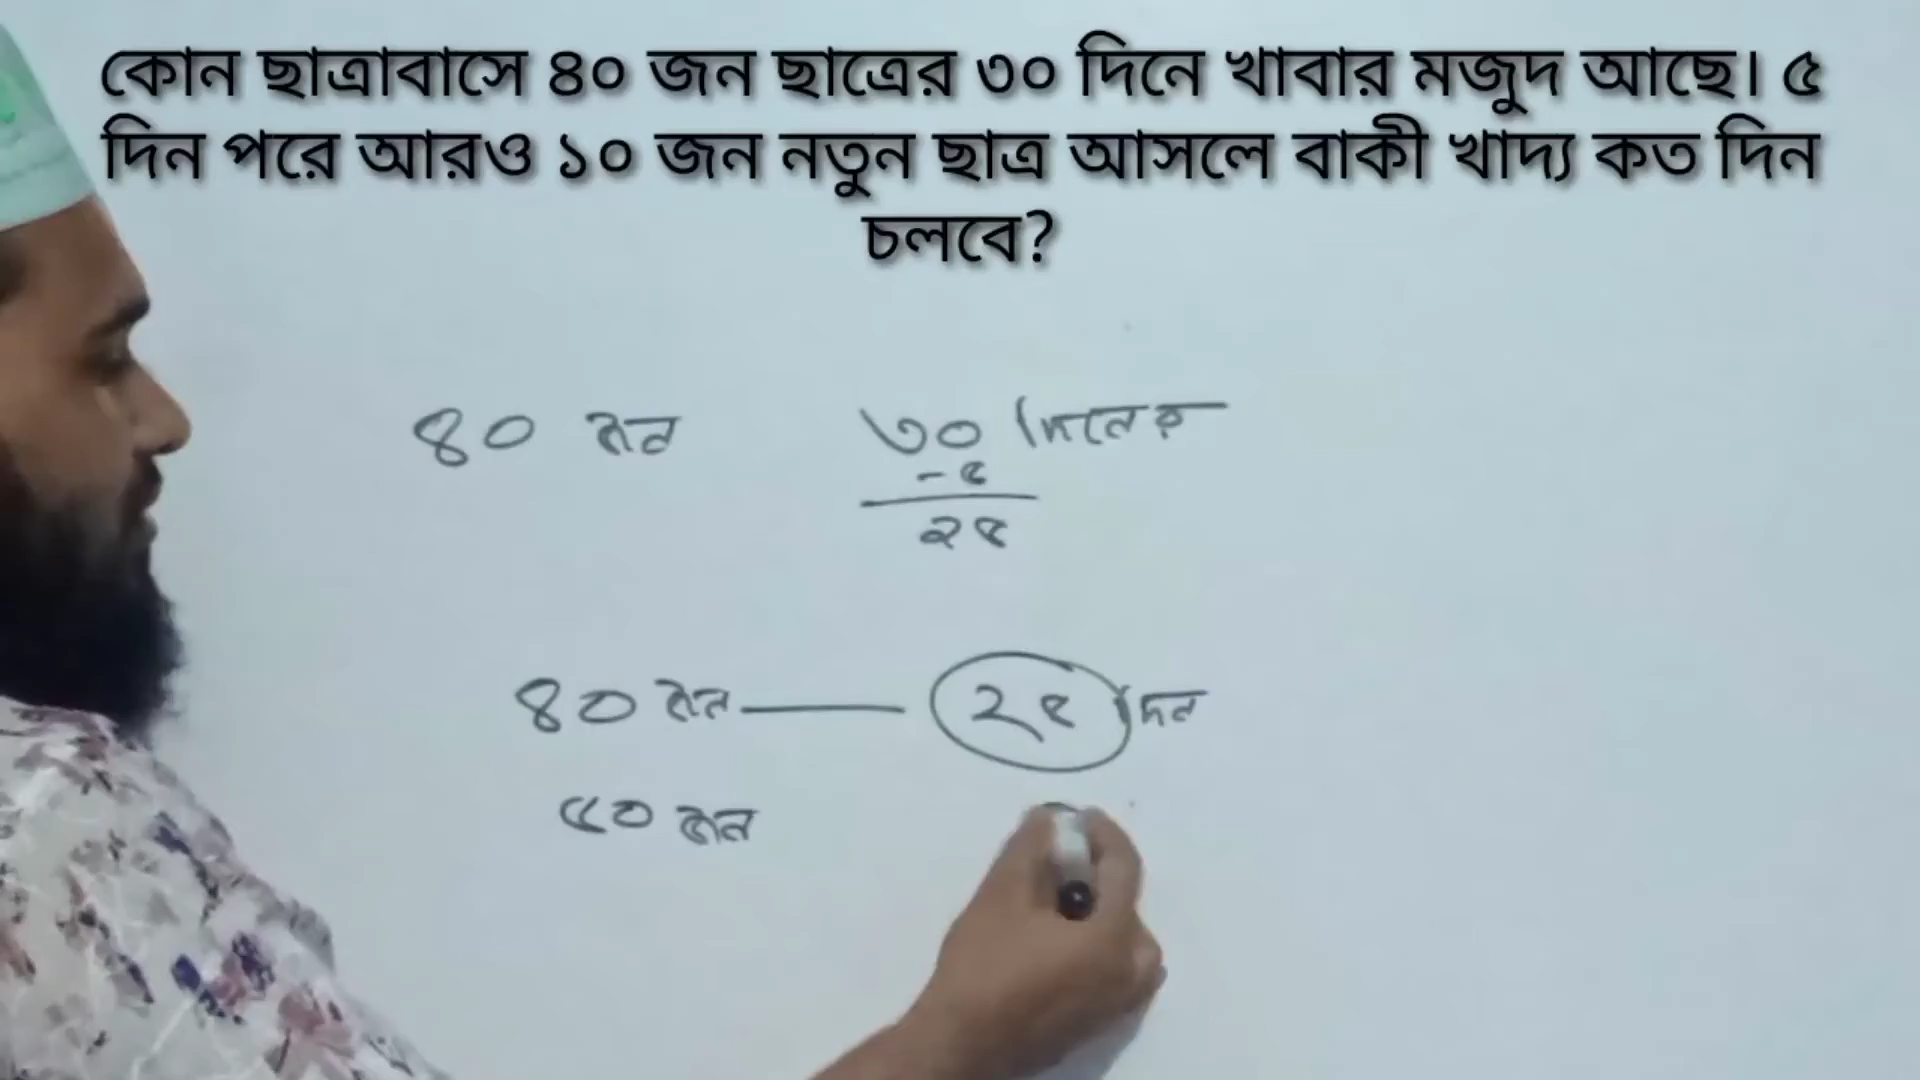 কোন ছাত্রাবাসে ৪০ জন ছাত্রের ৩০ দিনে খাবার মজুদ আছে। ৫
দিন পরে আরও ১০ জন নতুন ছাত্র আসলে বাকী খাদ্য কত দিন
চলবে?
৪০ জন ৩০ দিনের
- ৫
২৫
৪০ জন — ২৫ দিন
৫০ জন